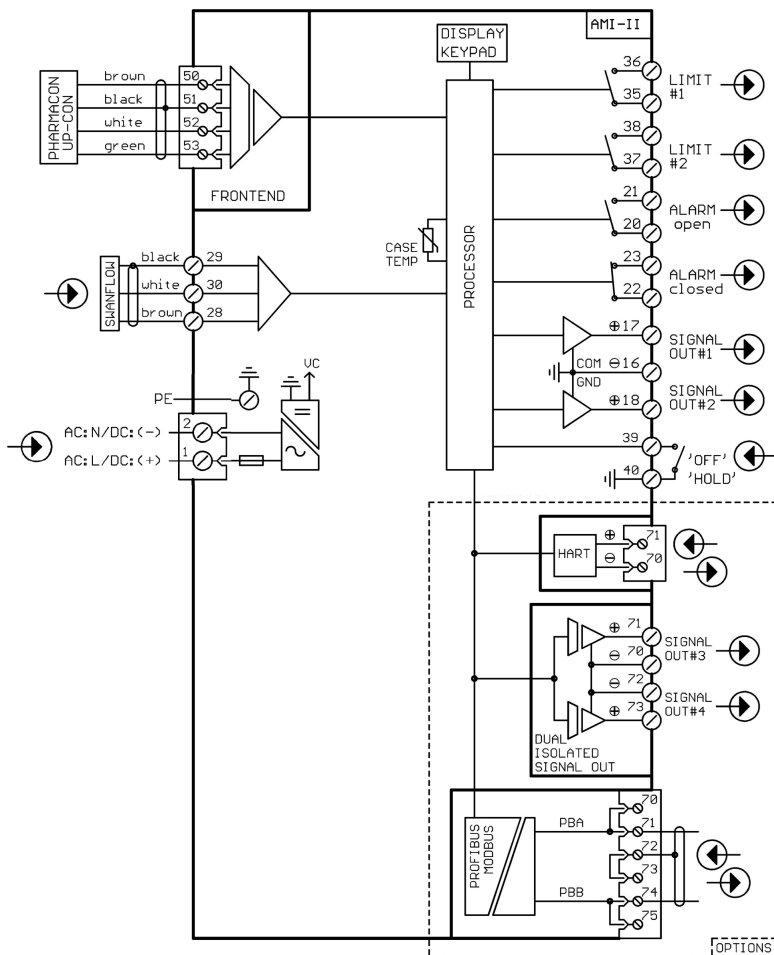 AMI-II
DISPLAY
KEYPAD
PHARMACON
UP-CON
brown
black
white
green
50
51
52
53
FRONTEND
PROCESSOR
CASE
TEMP
36
35
LIMIT
#1
38
37
LIMIT
#2
21
20
ALARM
open
23
22
ALARM
closed
SWANFLOW
black
white
brown
29
30
28
⊕17
SIGNAL
OUT#1
COM ⊖16
GND
⊕18
SIGNAL
OUT#2
39
40
'OFF'
'HOLD'
VC
PE
AC:N/DC:(-)
2
AC:L/DC:(+)
1
HART
⊕
⊖
71
70
⊕ 71
⊖ 70
SIGNAL
OUT#3
⊖ 72
⊕ 73
SIGNAL
OUT#4
DUAL
ISOLATED
SIGNAL OUT
PROFIBUS
MODBUS
PBA
PBB
70
71
72
73
74
75
OPTIONS